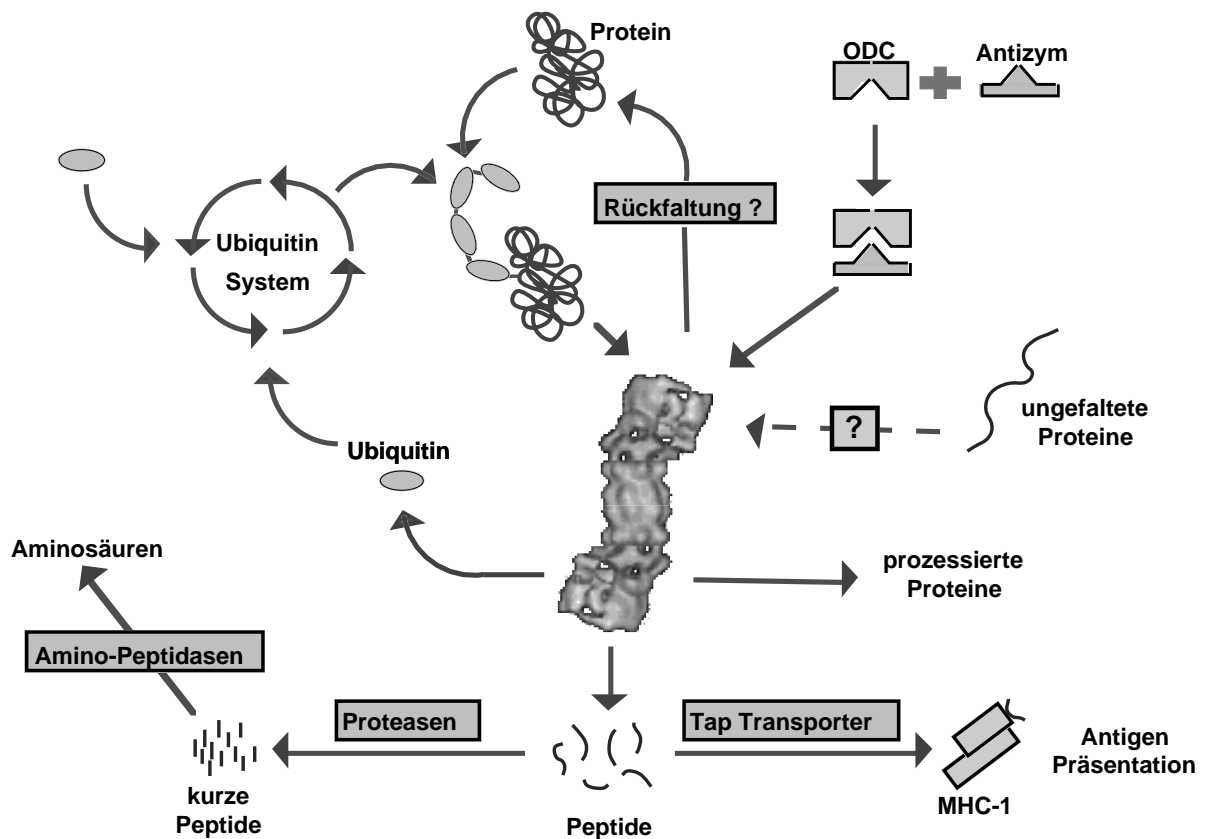 Protein
ODC
Antizym
Rückfaltung ?
Ubiquitin
System
ungefaltete
Proteine
?
Ubiquitin
Aminosäuren
prozessierte
Proteine
Amino-Peptidasen
Proteasen
Tap Transporter
Antigen
Präsentation
kurze
Peptide
Peptide
MHC-1